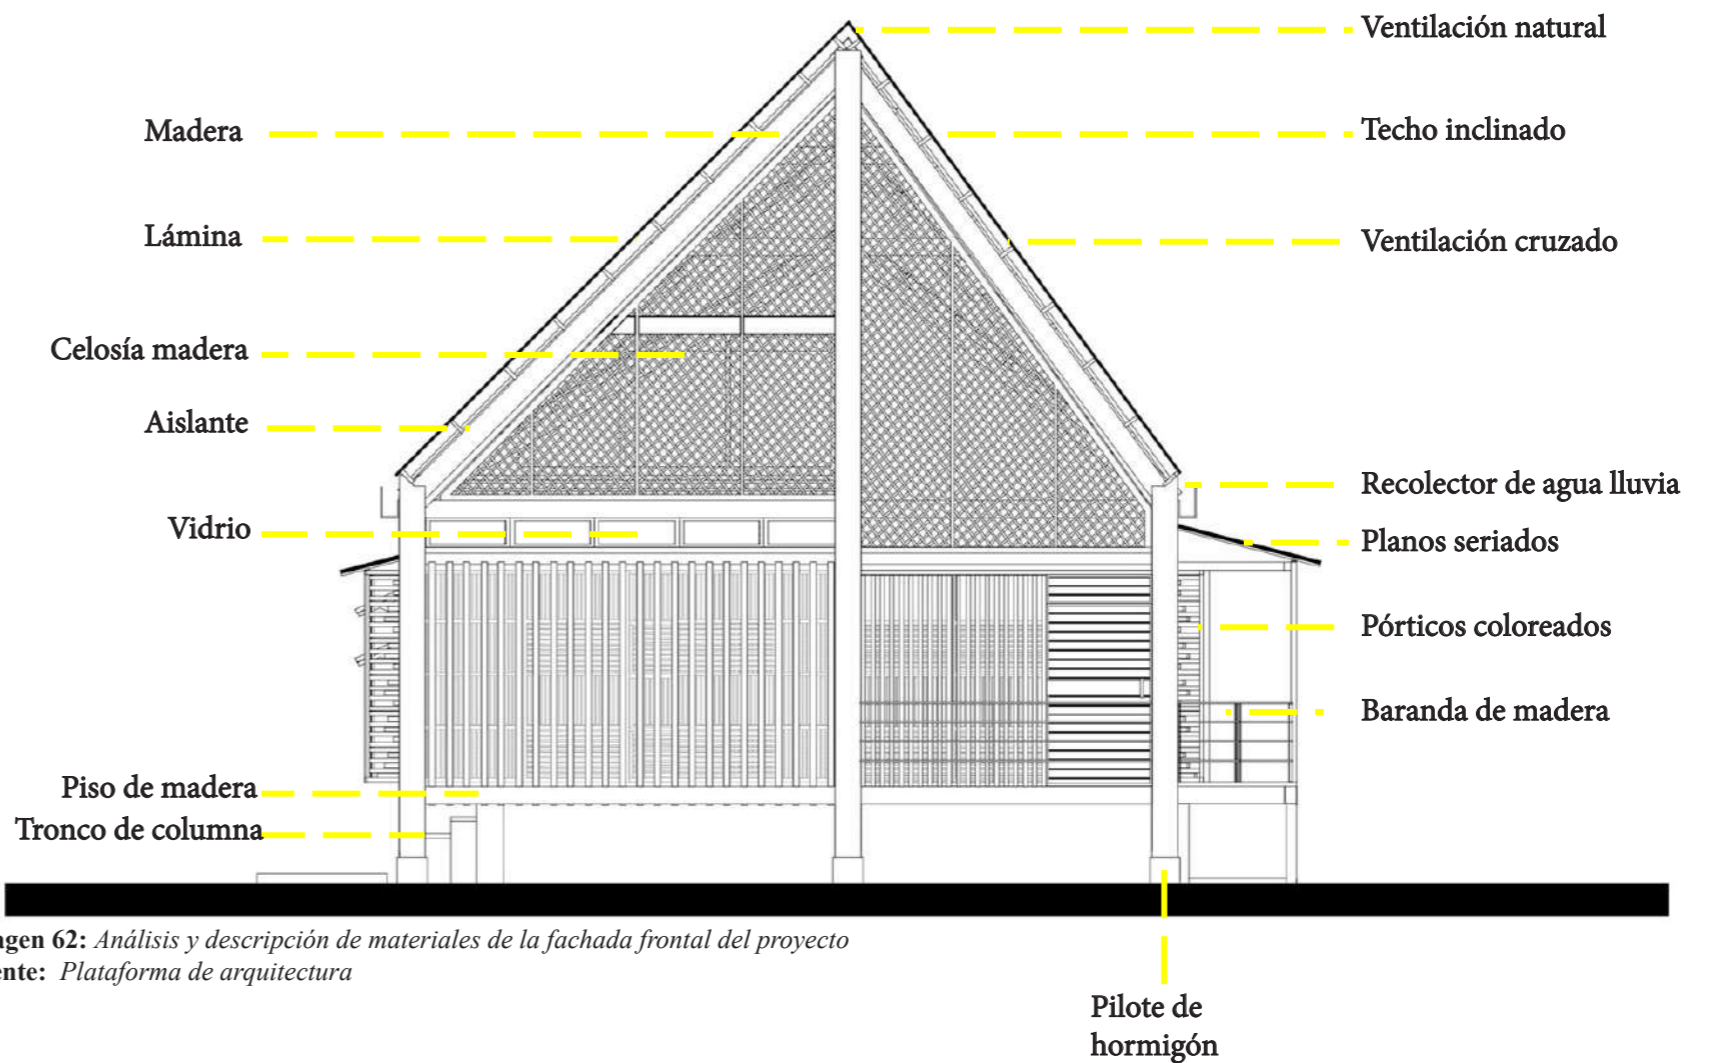 Ventilación natural
Madera
Techo inclinado
Lámina
Ventilación cruzado
Celosía madera
Aislante
Recolector de agua lluvia
Vidrio
Planos seriados
Pórticos coloreados
Baranda de madera
Piso de madera
Tronco de columna
agen 62: Análisis y descripción de materiales de la fachada frontal del proyecto
ente: Plataforma de arquitectura
Pilote de
hormigón